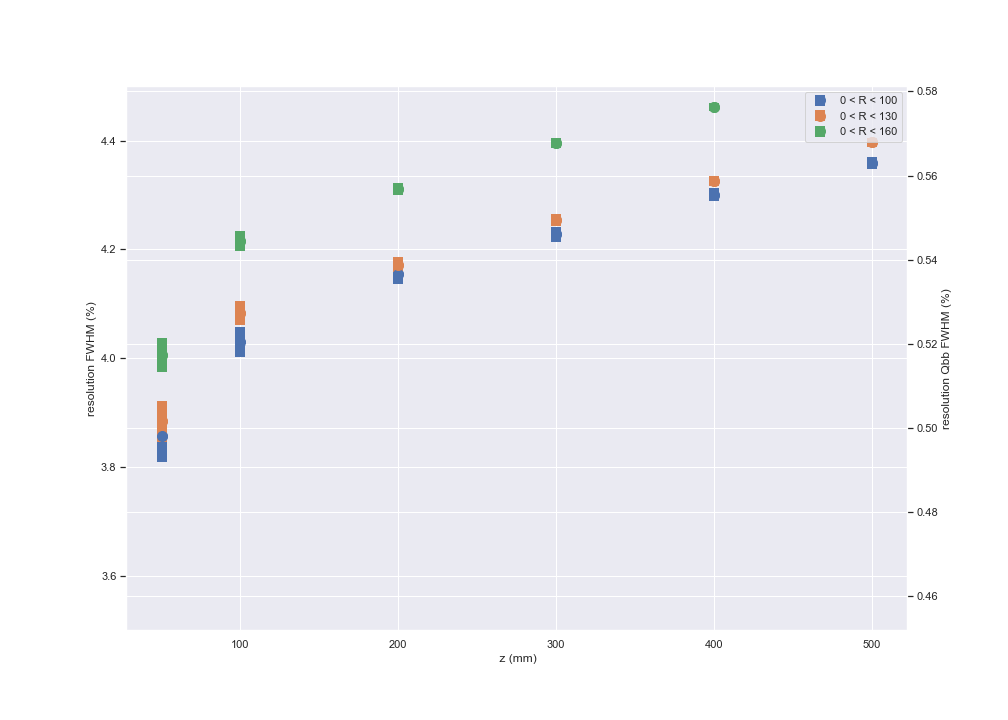 0 < R < 100
0 < R < 130
0 < R < 160
4.4
4.2
4.0
3.8
3.6
resolution FWHM (%)
0.58
0.56
0.54
0.52
0.50
0.48
0.46
resolution Qbb FWHM (%)
100
200
300
400
500
z (mm)